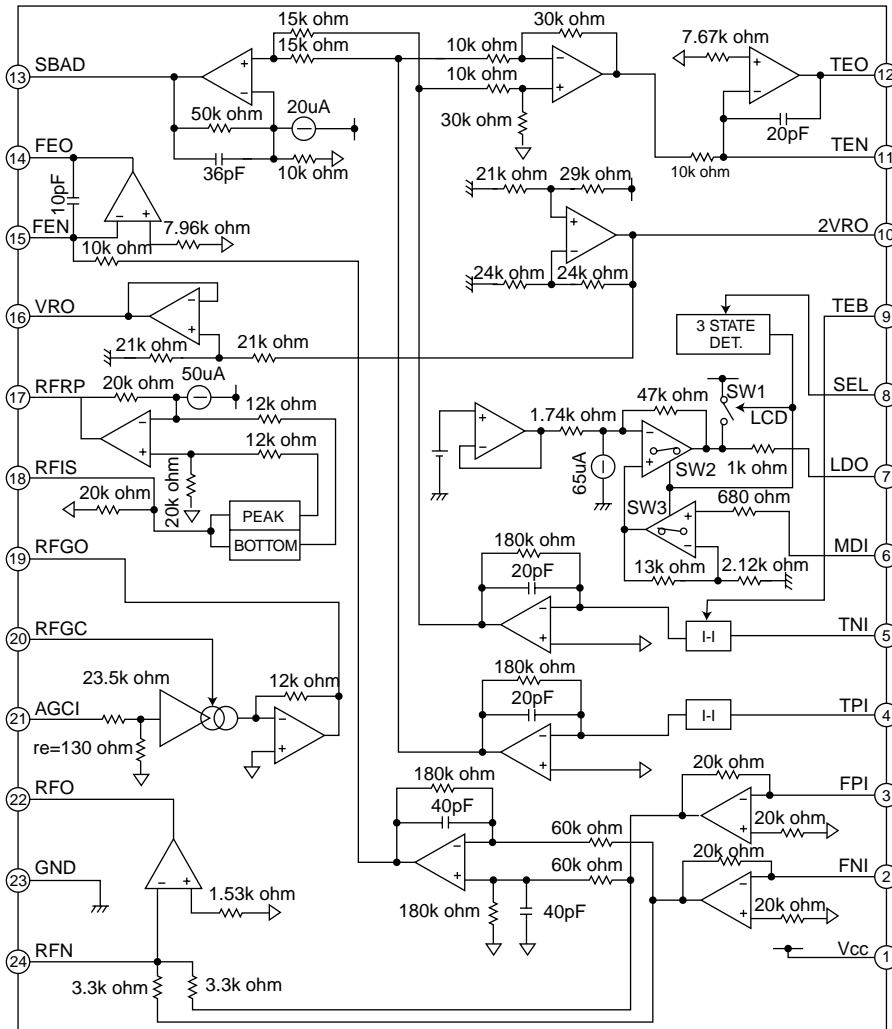 15k ohm
30k ohm
15k ohm
10k ohm
7.67k ohm
13 SBAD
+
−
−
+
+
−
TEO 12
10k ohm
50k ohm
20uA
30k ohm
20pF
14 FEO
36pF
10k ohm
10k ohm
TEN 11
10pF
21k ohm
29k ohm
−
+
7.96k ohm
15 FEN
+
−
2VRO 10
10k ohm
24k ohm
24k ohm
16 VRO
−
+
TEB 9
21k ohm
21k ohm
3 STATE
DET.
20k ohm
50uA
17 RFRP
12k ohm
47k ohm
SW1
SEL 8
−
+
12k ohm
1.74k ohm
LCD
+
−
−
+
SW2
1k ohm
LDO 7
18 RFIS
20k ohm
20k ohm
65uA
SW3
680 ohm
PEAK
BOTTOM
+
−
MDI 6
19 RFGO
180k ohm
13k ohm
2.12k ohm
20pF
−
+
I-I
TNI 5
20 RFGC
180k ohm
23.5k ohm
12k ohm
20pF
21 AGCI
−
+
−
+
I-I
TPI 4
re=130 ohm
22 RFO
180k ohm
20k ohm
FPI 3
40pF
−
+
20k ohm
−
+
60k ohm
60k ohm
20k ohm
FNI 2
23 GND
−
+
1.53k ohm
180k ohm
40pF
−
+
20k ohm
24 RFN
Vcc 1
3.3k ohm
3.3k ohm